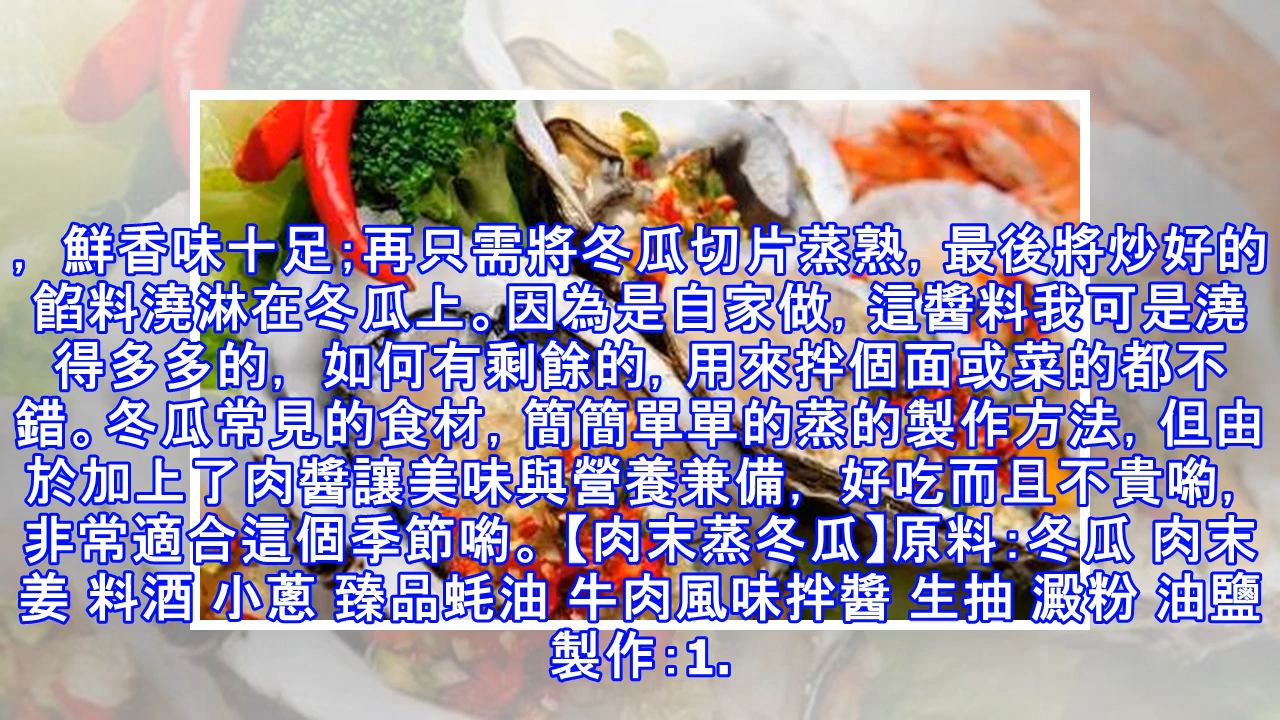 , 鮮香味十足;再只需將冬瓜切片蒸熟, 最後將炒好的
餡料澆淋在冬瓜上。因為是自家做, 這醬料我可是澆
得多多的, 如何有剩餘的, 用來拌個面或菜的都不
錯。冬瓜常見的食材, 簡簡單單的蒸的製作方法, 但由
於加上了肉醬讓美味與營養兼備, 好吃而且不貴喲,
非常適合這個季節喲。【肉末蒸冬瓜】原料:冬瓜 肉末
姜 料酒 小蔥 臻品蚝油 牛肉風味拌醬 生抽 澱粉 油鹽
製作:1.